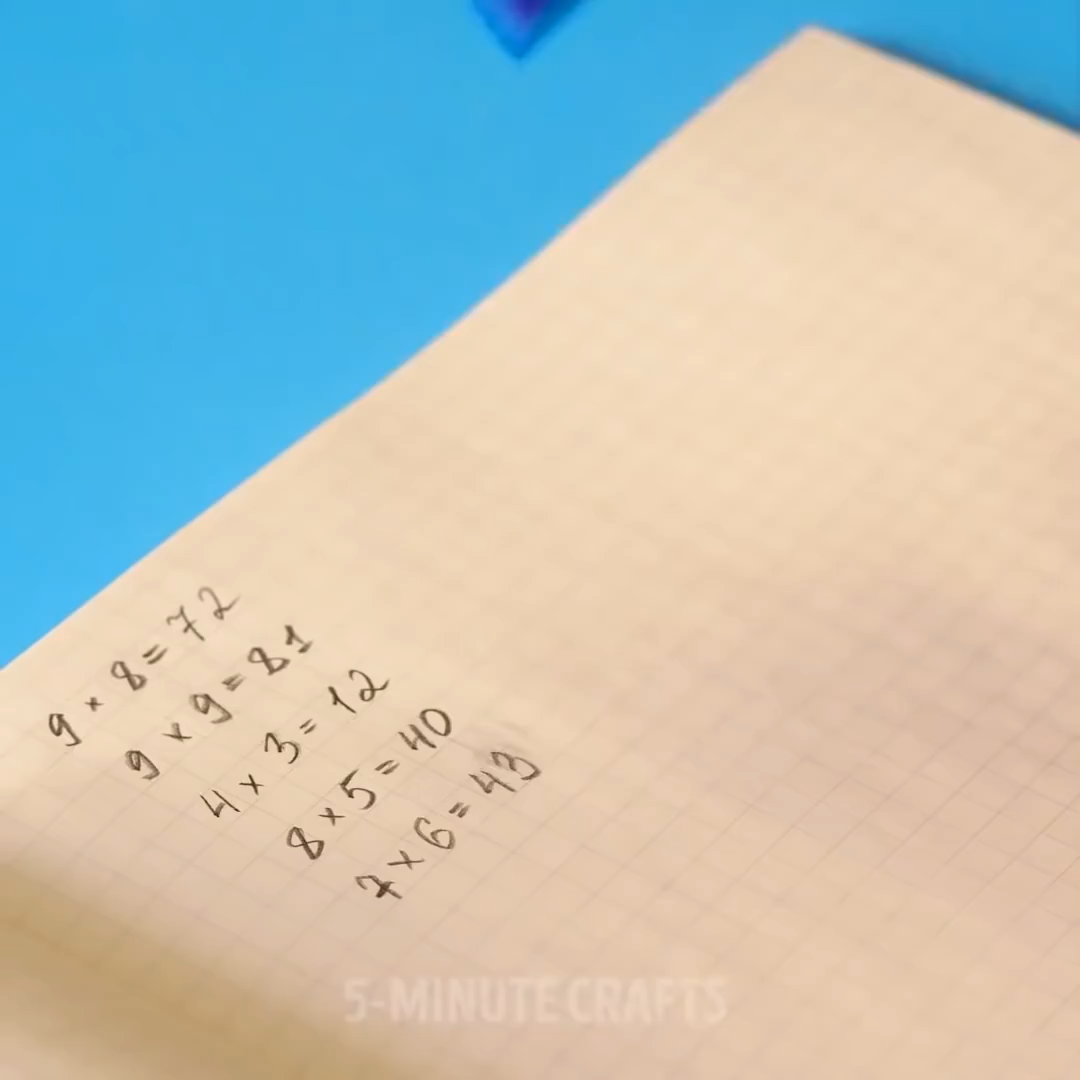 9 × 8 = 72
9 × 9 = 81
4 × 3 = 12
8 × 5 = 40
7 × 6 = 43
5-MINUTE CRAFTS